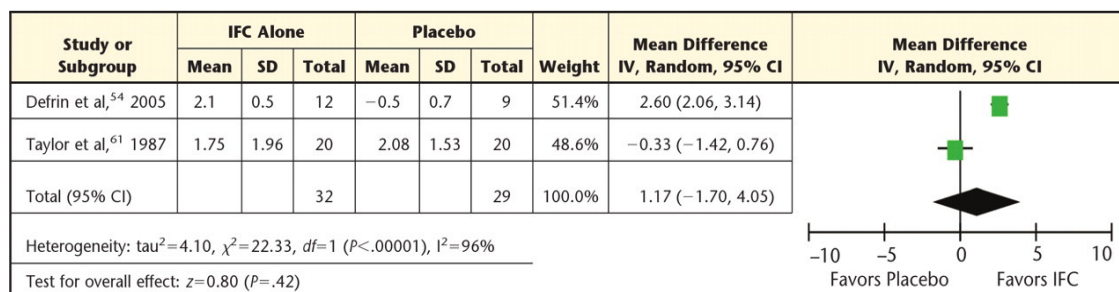 Study or Subgroup | IFC Alone | Placebo | Weight | Mean Difference IV, Random, 95% CI | Mean Difference IV, Random, 95% CI
Mean | SD | Total | Mean | SD | Total
Defrin et al,54 2005 | 2.1 | 0.5 | 12 | −0.5 | 0.7 | 9 | 51.4% | 2.60 (2.06, 3.14)
Taylor et al,61 1987 | 1.75 | 1.96 | 20 | 2.08 | 1.53 | 20 | 48.6% | −0.33 (−1.42, 0.76)
Total (95% CI) | 32 | 29 | 100.0% | 1.17 (−1.70, 4.05)
Heterogeneity: tau2=4.10, χ2=22.33, df=1 (P<.00001), I2=96%
Test for overall effect: z=0.80 (P=.42)
−10 −5 0 5 10
Favors Placebo Favors IFC